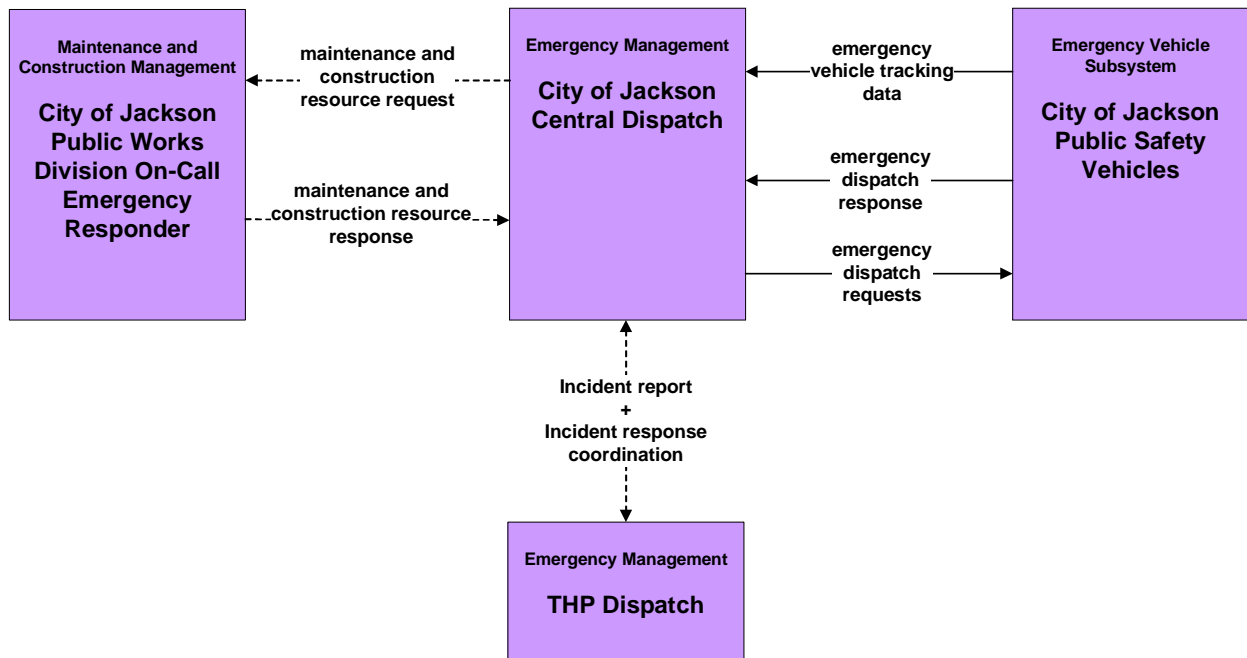 Maintenance and
Construction Management
City of Jackson
Public Works
Division On-Call
Emergency
Responder
maintenance and
construction
resource request
maintenance and
construction resource
response
Emergency Management
City of Jackson
Central Dispatch
emergency
vehicle tracking
data
emergency
dispatch
response
emergency
dispatch
requests
Emergency Vehicle
Subsystem
City of Jackson
Public Safety
Vehicles
Incident report
+
Incident response
coordination
Emergency Management
THP Dispatch